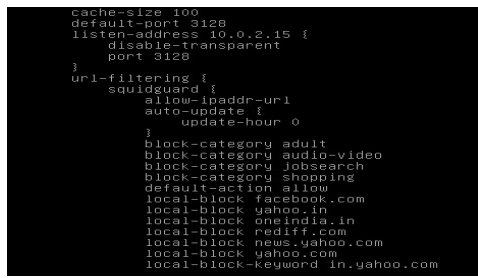 cache-size 100
default-port 3128
listen-address 10.0.2.15 {
disable-transparent
port 3128
}
url-filtering {
squidguard {
allow-ipaddr-url
auto-update {
update-hour 0
}
block-category adult
block-category audio-video
block-category jobsearch
block-category shopping
default-action allow
local-block facebook.com
local-block yahoo.in
local-block oneindia.in
local-block rediff.com
local-block news.yahoo.com
local-block yahoo.com
local-block-keyword in.yahoo.com